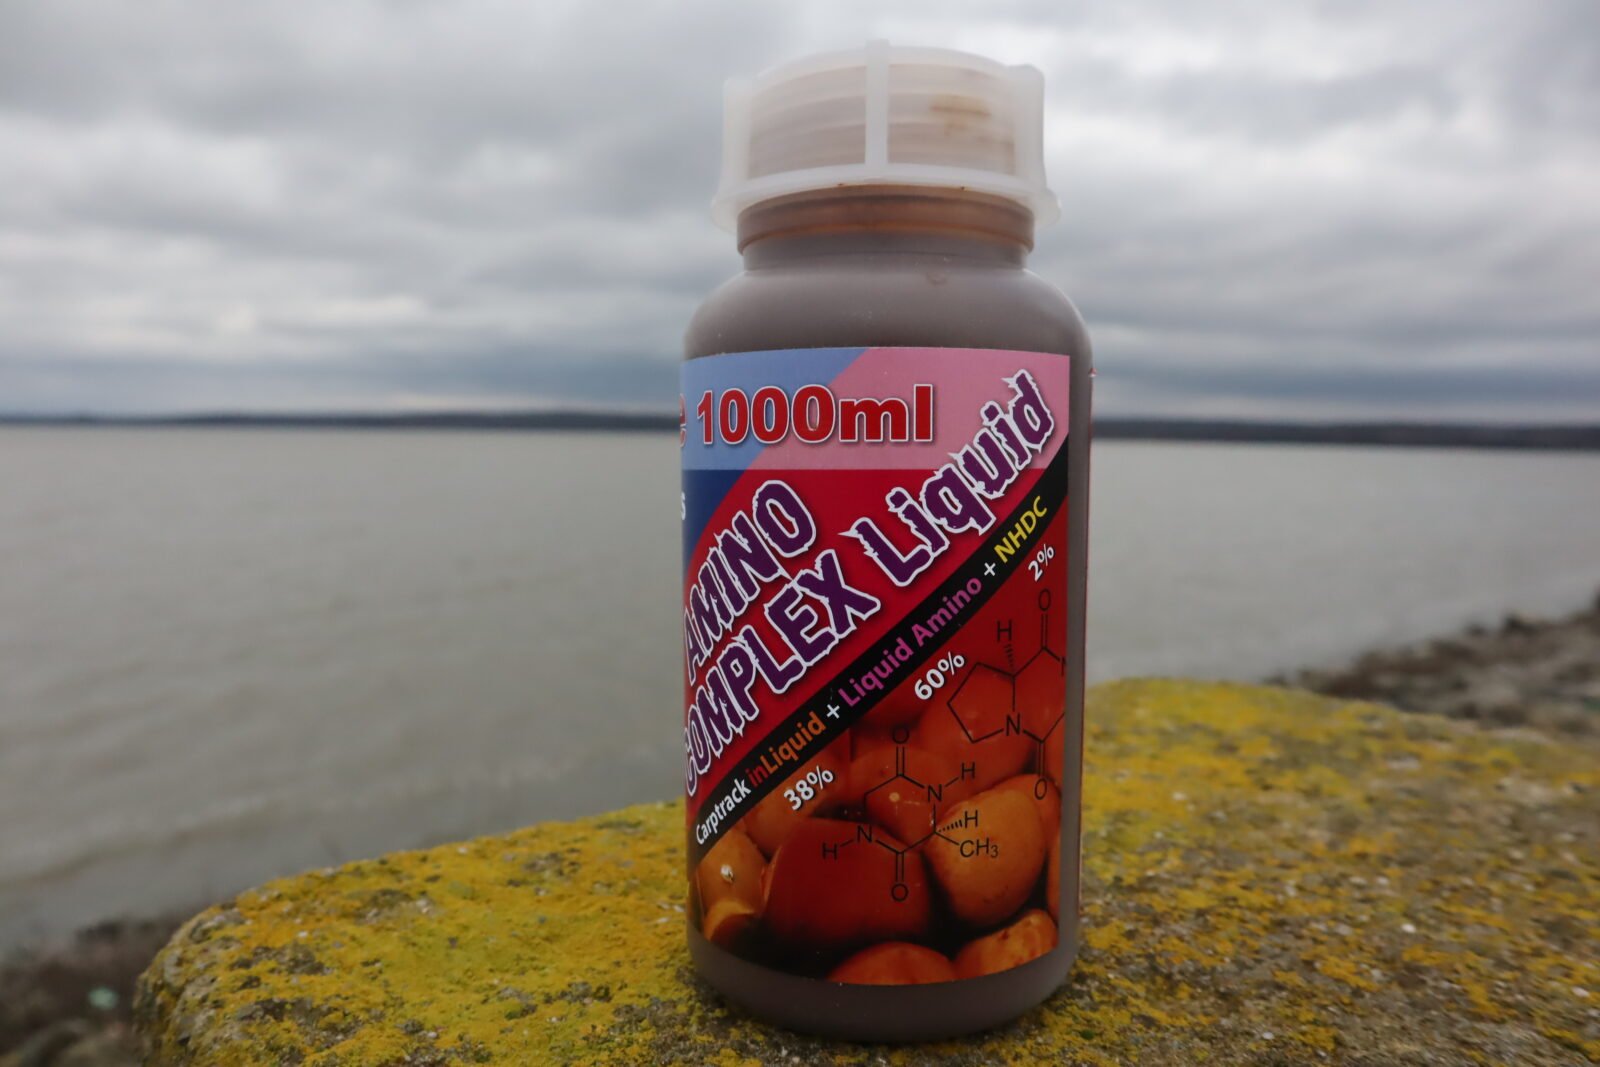 1000ml
AMINO
COMPLEX Liquid
Carptrack inLiquid + Liquid Amino + NHDC
38% 60% 2%
H
O
N
O
O
N
H
H
N
H
CH3
O